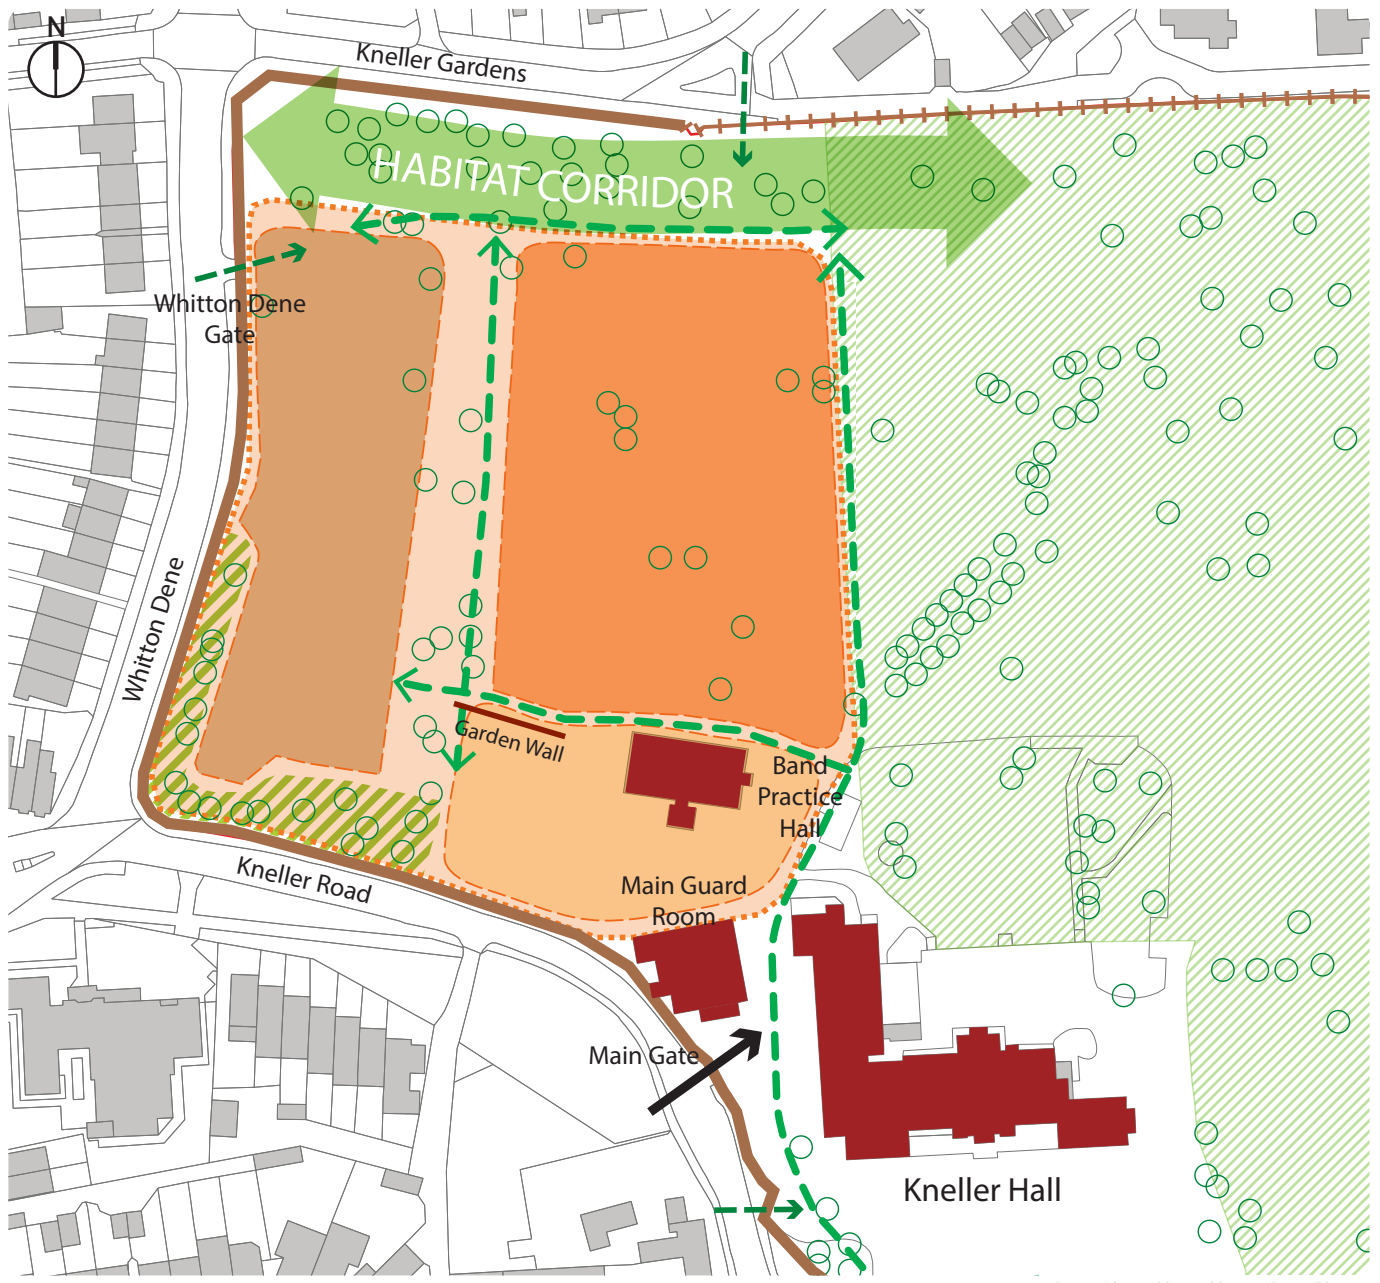 N
Kneller Gardens
HABITAT CORRIDOR
Whitton Dene
Gate
Whitton Dene
Garden Wall
Band
Practice
Hall
Kneller Road
Main Guard
Room
Main Gate
Kneller Hall